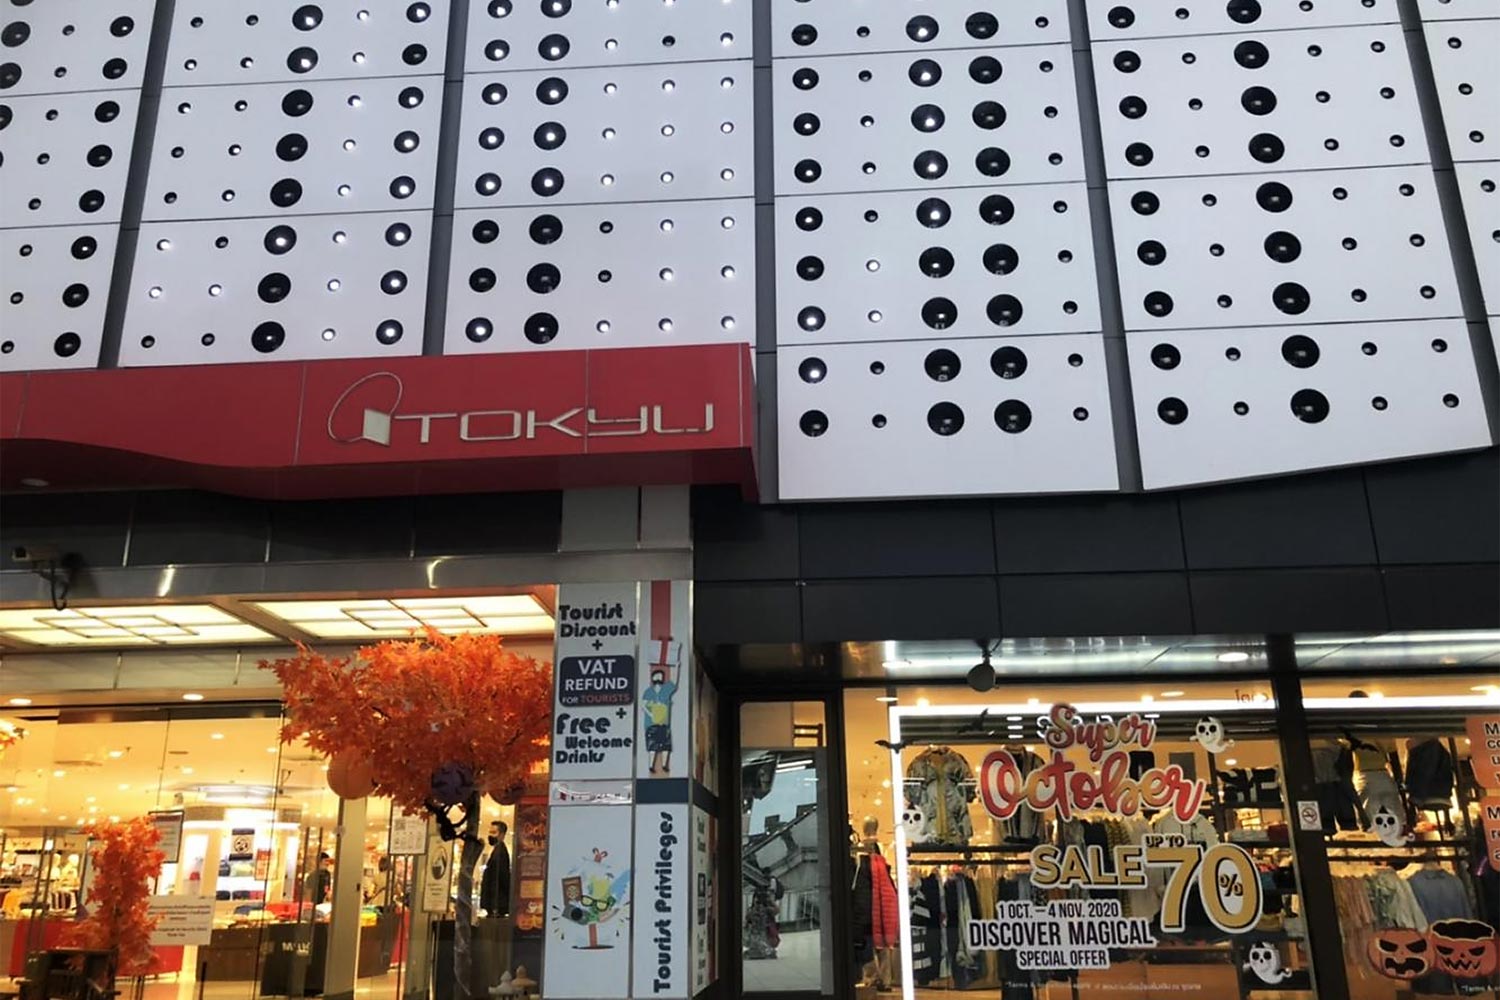 TOKYU
Tourist
Discount
+
VAT
REFUND
FOR TOURISTS
+
Free
Welcome
Drinks
Tourist Privileges
Super
October
SALE UP TO 70%
1 OCT. – 4 NOV. 2020
DISCOVER MAGICAL
SPECIAL OFFER